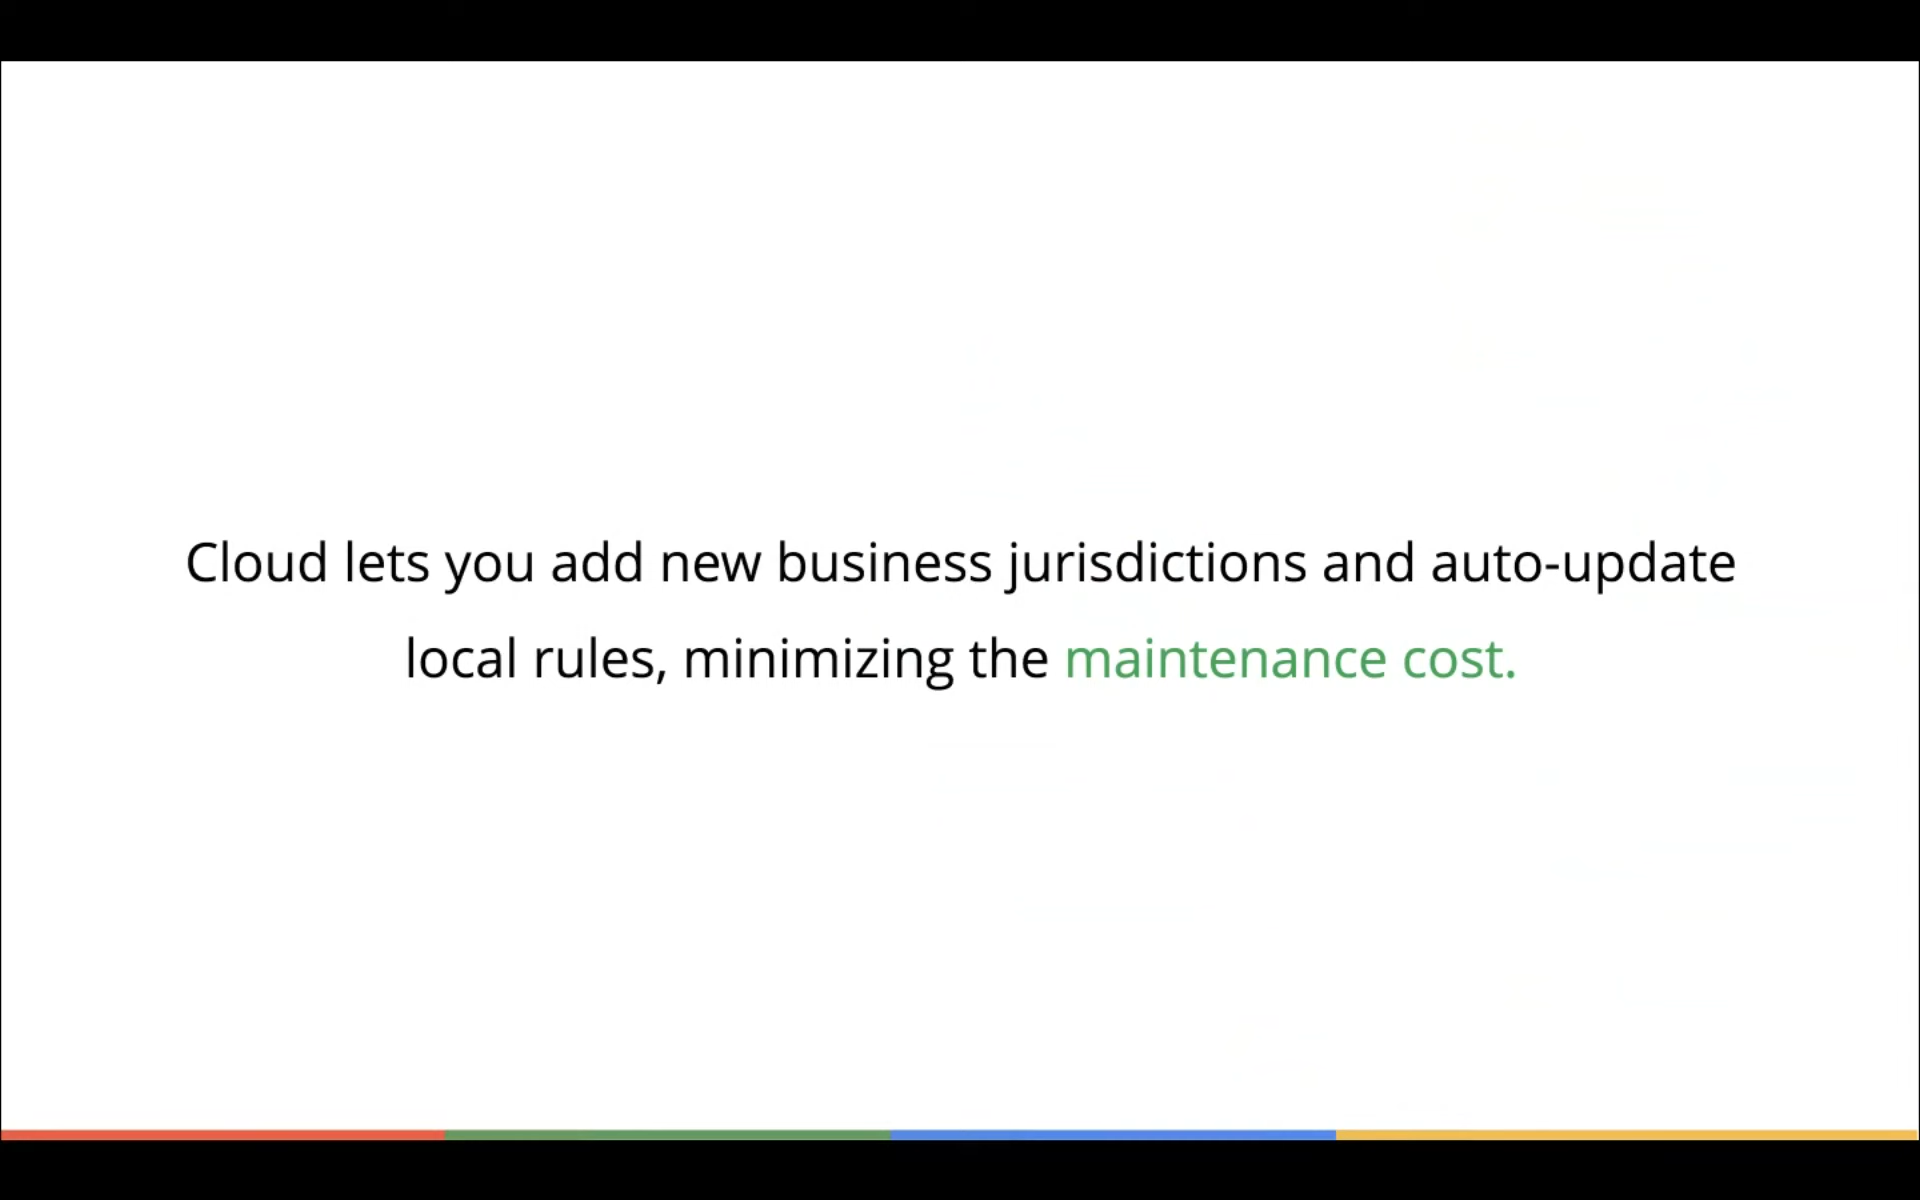 Cloud lets you add new business jurisdictions and auto-update
local rules, minimizing the maintenance cost.